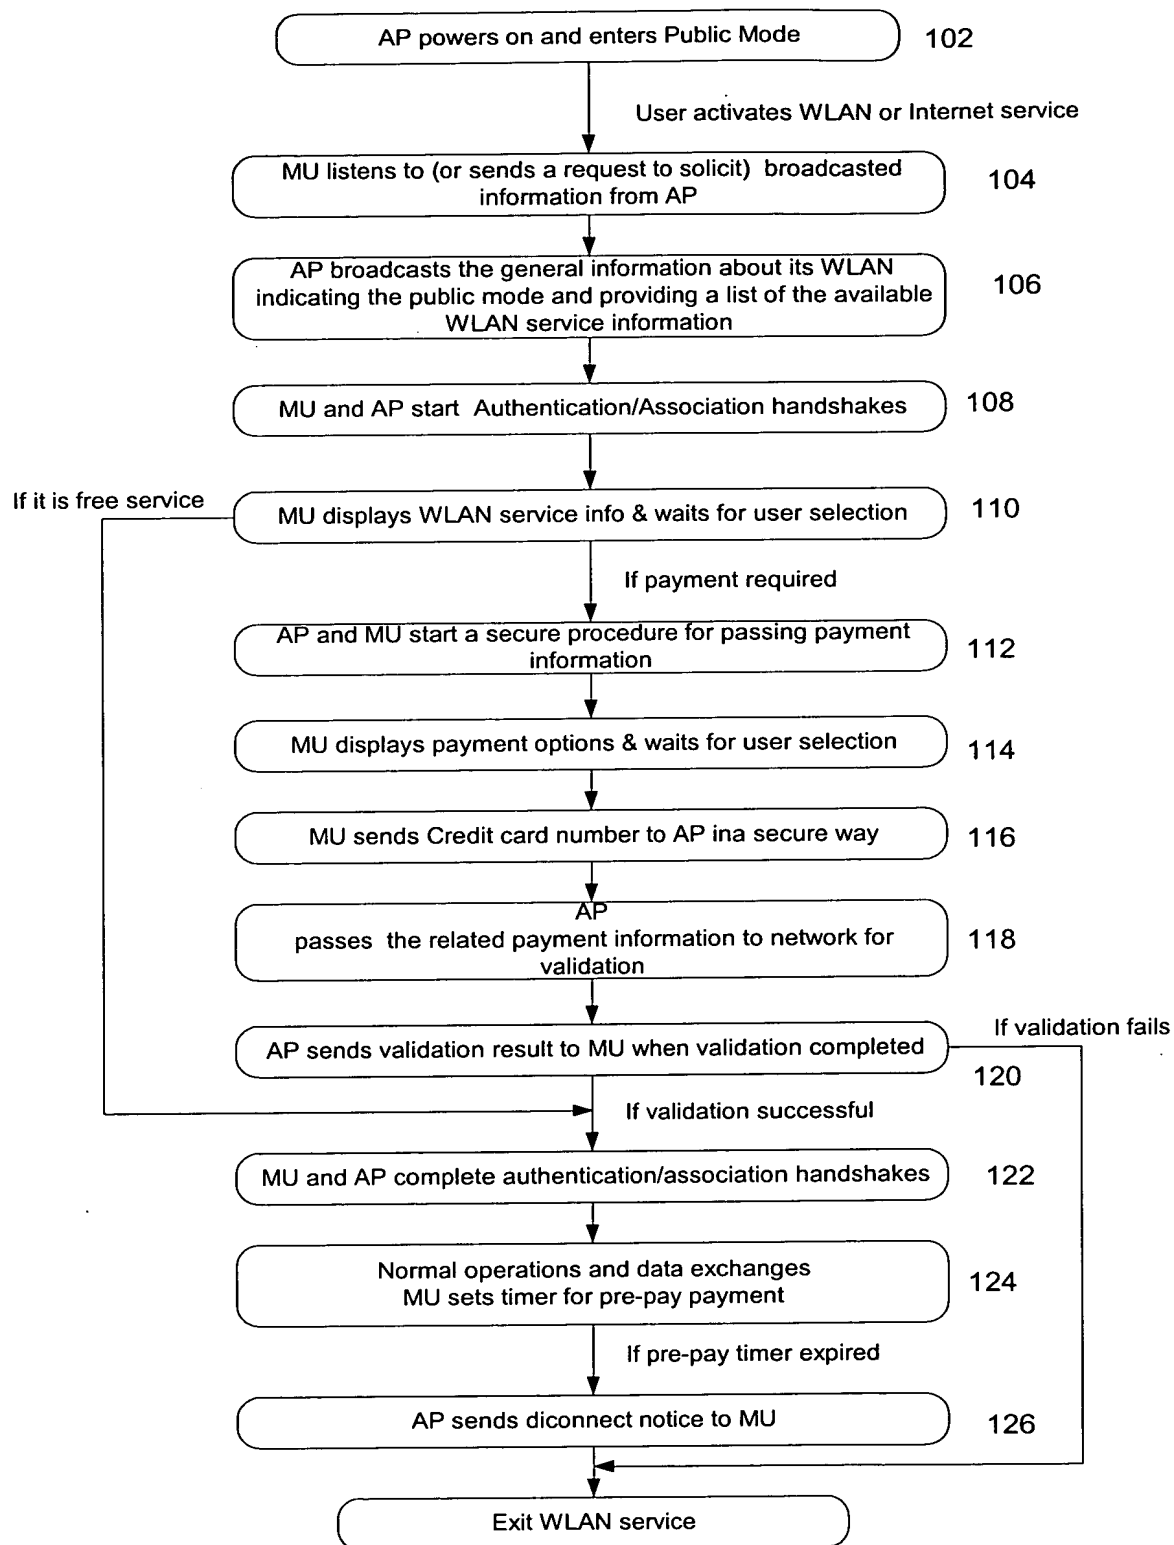 AP powers on and enters Public Mode
102
User activates WLAN or Internet service
MU listens to (or sends a request to solicit) broadcasted
information from AP
104
AP broadcasts the general information about its WLAN
indicating the public mode and providing a list of the available
WLAN service information
106
MU and AP start Authentication/Association handshakes
108
If it is free service
MU displays WLAN service info & waits for user selection
110
If payment required
AP and MU start a secure procedure for passing payment
information
112
MU displays payment options & waits for user selection
114
MU sends Credit card number to AP ina secure way
116
AP
passes the related payment information to network for
validation
118
If validation fails
AP sends validation result to MU when validation completed
120
If validation successful
MU and AP complete authentication/association handshakes
122
Normal operations and data exchanges
MU sets timer for pre-pay payment
124
If pre-pay timer expired
AP sends diconnect notice to MU
126
Exit WLAN service